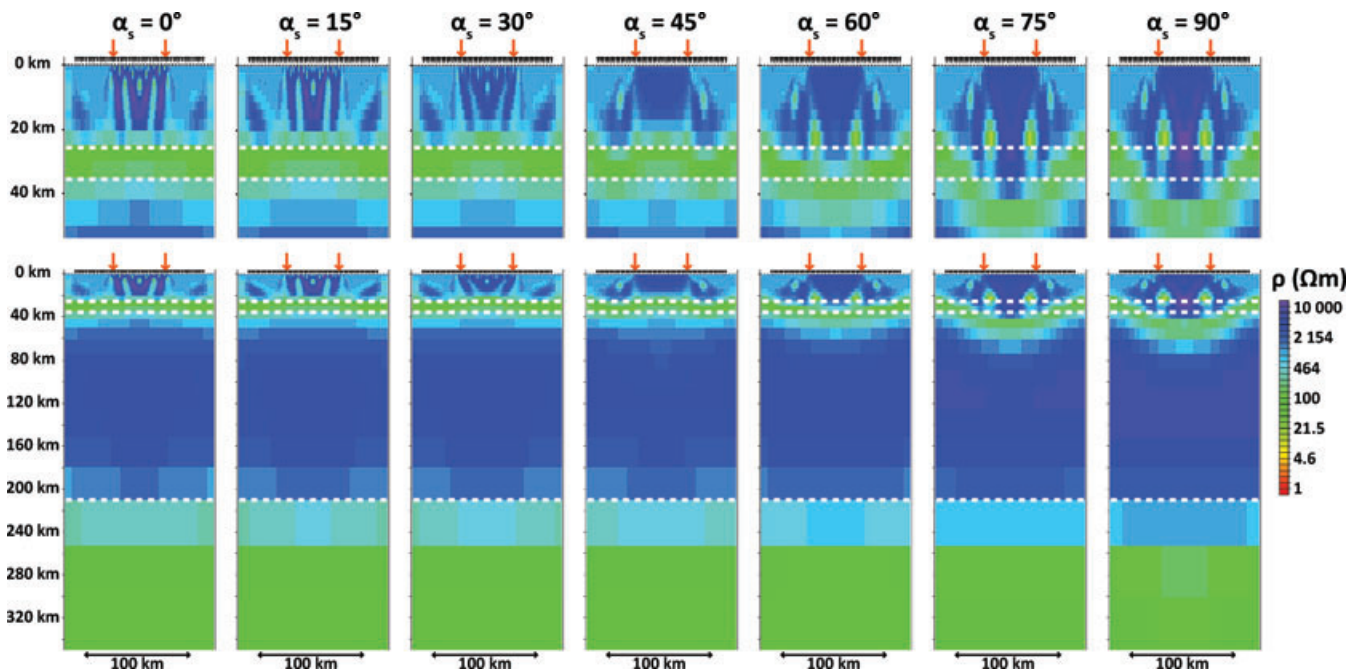 αs = 0° αs = 15° αs = 30° αs = 45° αs = 60° αs = 75° αs = 90°
0 km
20 km
40 km
0 km
ρ (Ωm)
40 km
10 000
80 km
2 154
464
120 km
100
160 km
21.5
4.6
200 km
1
240 km
280 km
320 km
100 km 100 km 100 km 100 km 100 km 100 km 100 km